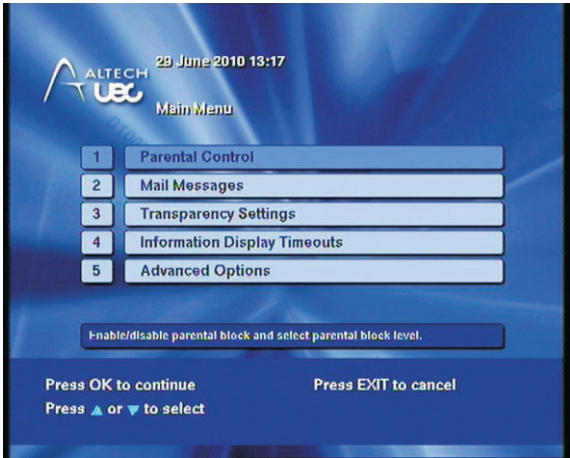 ALTECH
UEC
29 June 2010 13:17
Main Menu
1 Parental Control
2 Mail Messages
3 Transparency Settings
4 Information Display Timeouts
5 Advanced Options
Enable/disable parental block and select parental block level.
Press OK to continue
Press EXIT to cancel
Press ▲ or ▼ to select